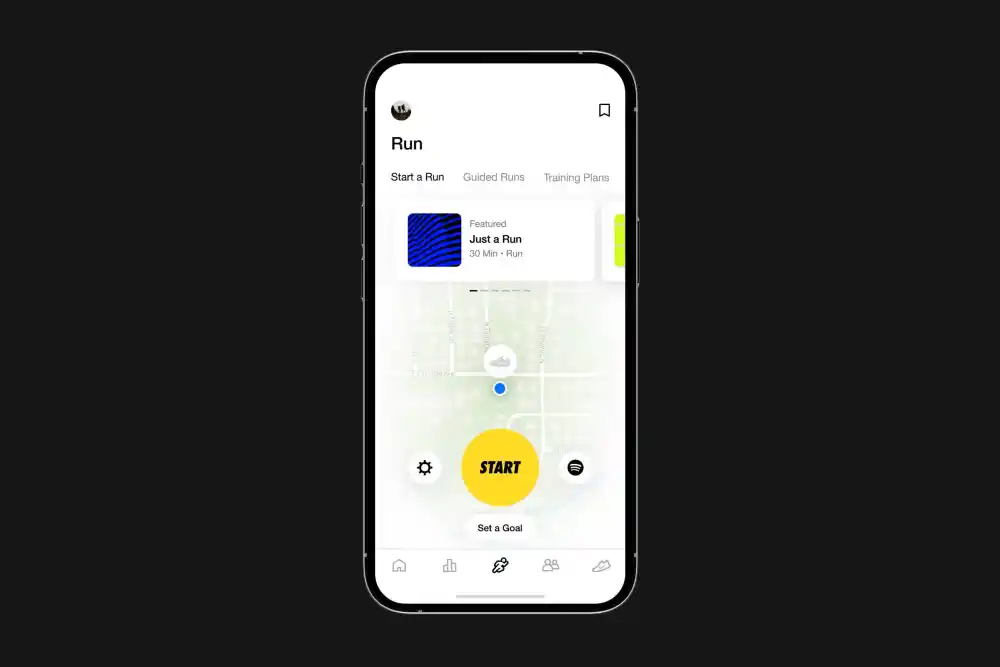 Run
Start a Run Guided Runs Training Plans
Featured
Just a Run
30 Min • Run
START
Set a Goal